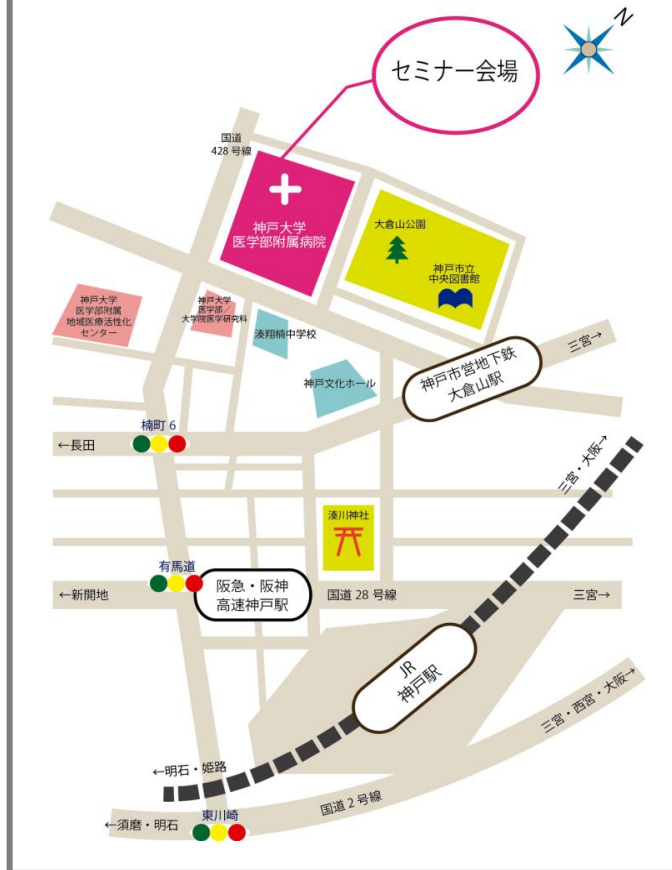 N
セミナー会場
国道
428 号線
神戸大学
医学部附属病院
大倉山公園
神戸市立
中央図書館
神戸大学
医学部附属
地域医療活性化
センター
神戸大学
医学部／
大学院医学研究科
湊翔楠中学校
神戸文化ホール
神戸市営地下鉄
大倉山駅
三宮→
楠町 6
←長田
三宮・大阪→
湊川神社
有馬道
←新開地
阪急・阪神
高速神戸駅
国道 28 号線
三宮→
JR
神戸駅
←明石・姫路
三宮・西宮・大阪→
国道 2 号線
東川崎
←須磨・明石